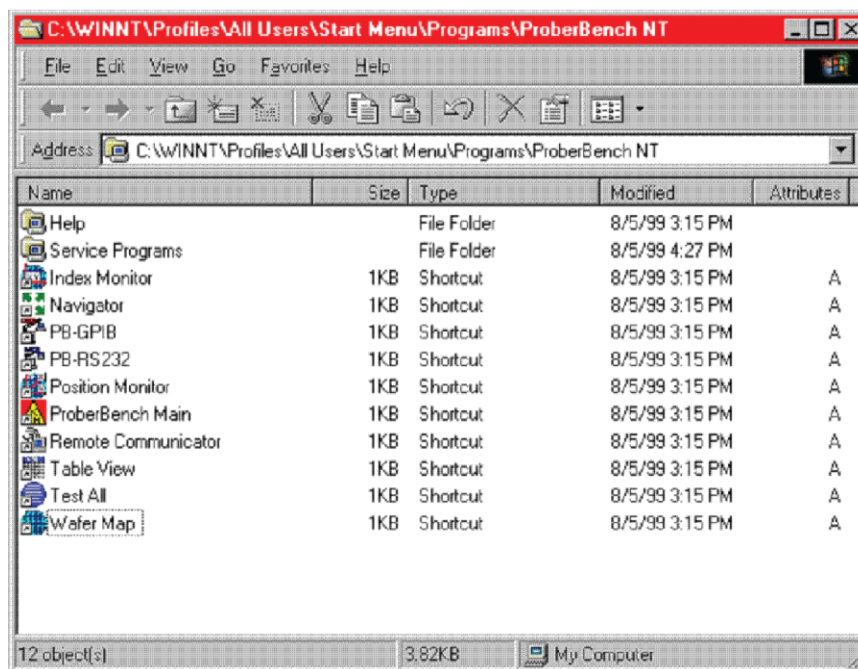 C:\WINNT\Profiles\All Users\Start Menu\Programs\ProberBench NT
File Edit View Go Favorites Help
Address C:\WINNT\Profiles\All Users\Start Menu\Programs\ProberBench NT
Name Size Type Modified Attributes
Help File Folder 8/5/99 3:15 PM
Service Programs File Folder 8/5/99 4:27 PM
Index Monitor 1KB Shortcut 8/5/99 3:15 PM A
Navigator 1KB Shortcut 8/5/99 3:15 PM A
PB-GPIB 1KB Shortcut 8/5/99 3:15 PM A
PB-RS232 1KB Shortcut 8/5/99 3:15 PM A
Position Monitor 1KB Shortcut 8/5/99 3:15 PM A
ProberBench Main 1KB Shortcut 8/5/99 3:15 PM A
Remote Communicator 1KB Shortcut 8/5/99 3:15 PM A
Table View 1KB Shortcut 8/5/99 3:15 PM A
Test All 1KB Shortcut 8/5/99 3:15 PM A
Wafer Map 1KB Shortcut 8/5/99 3:15 PM A
12 object(s) 3.82KB My Computer